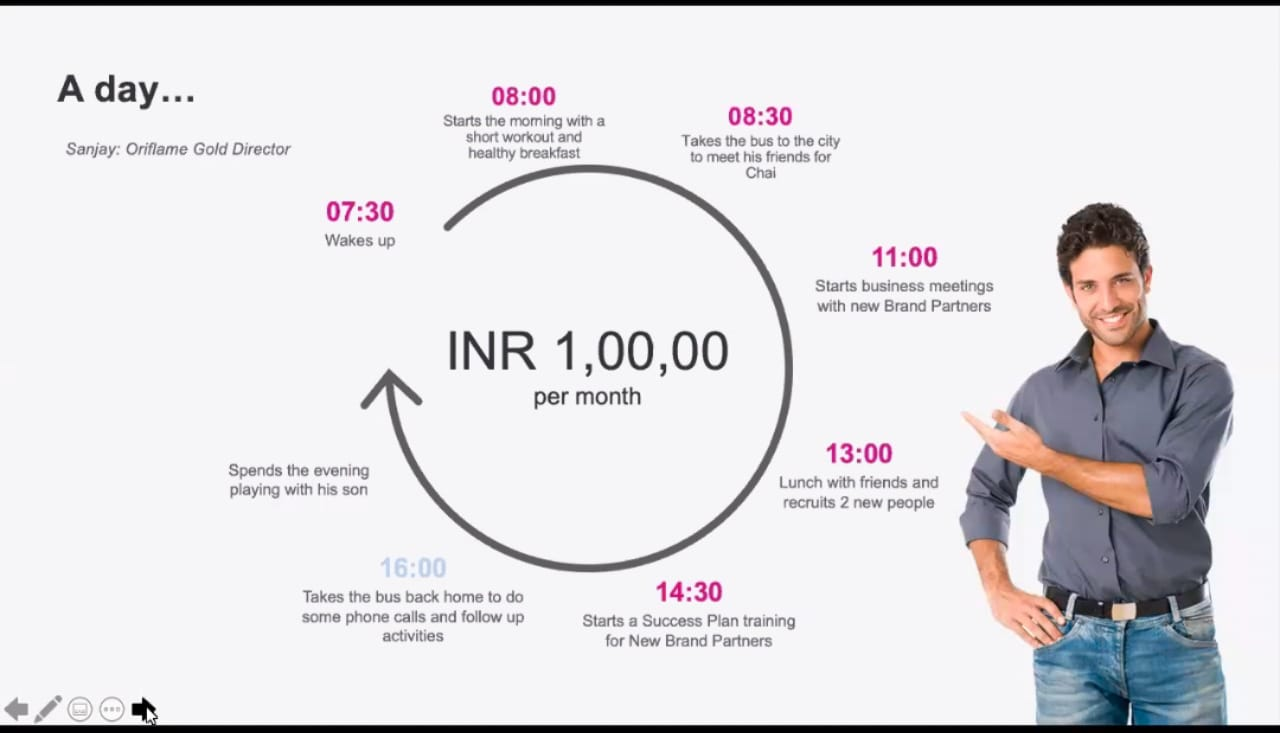 A day...
Sanjay: Oriflame Gold Director
07:30
Wakes up
08:00
Starts the morning with a
short workout and
healthy breakfast
08:30
Takes the bus to the city
to meet his friends for
Chai
11:00
Starts business meetings
with new Brand Partners
13:00
Lunch with friends and
recruits 2 new people
14:30
Starts a Success Plan training
for New Brand Partners
16:00
Takes the bus back home to do
some phone calls and follow up
activities
Spends the evening
playing with his son
INR 1,00,00
per month